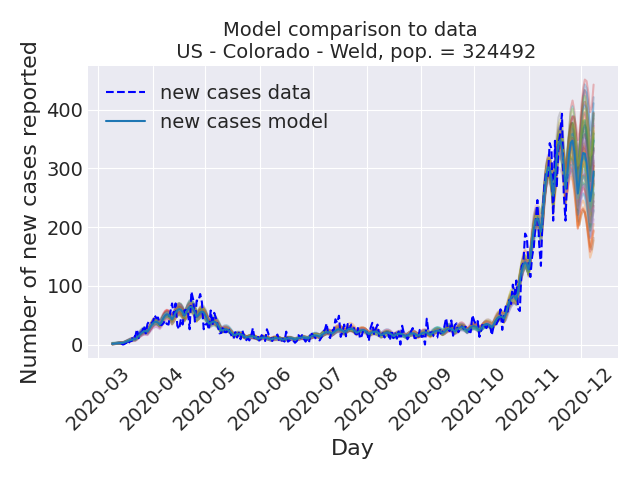 Model comparison to data
US - Colorado - Weld, pop. = 324492
Number of new cases reported
400
300
200
100
0
new cases data
new cases model
2020-03
2020-04
2020-05
2020-06
2020-07
2020-08
2020-09
2020-10
2020-11
2020-12
Day